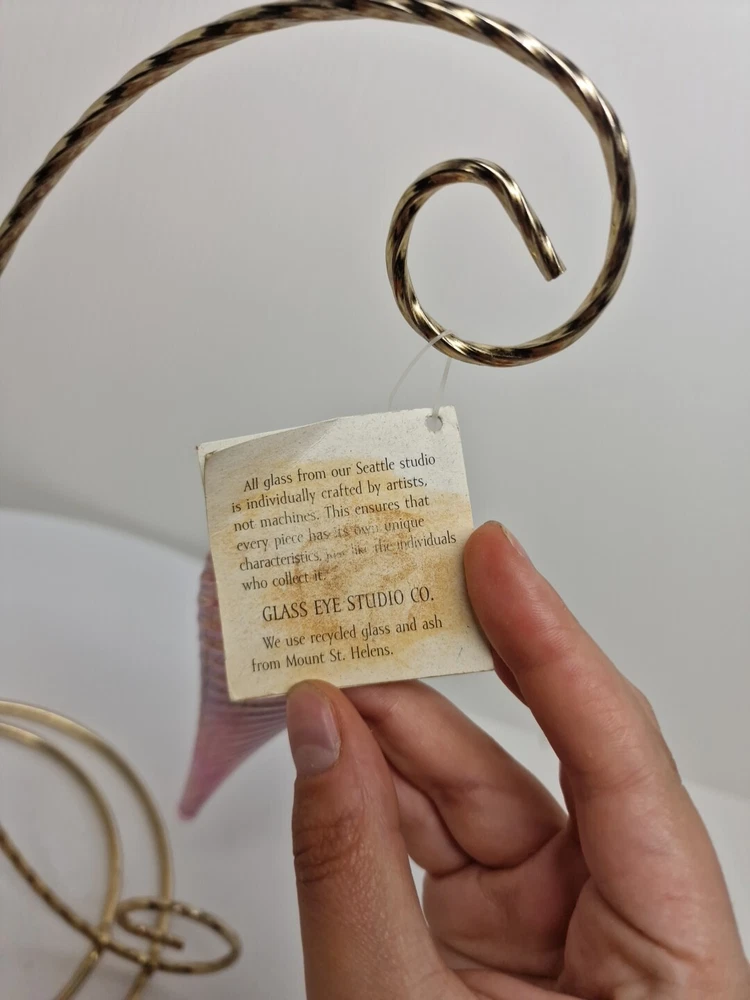 All glass from our Seattle studio
is individually crafted by artists,
not machines. This ensures that
every piece has its own unique
characteristics, just like the individuals
who collect it.
GLASS EYE STUDIO CO.
We use recycled glass and ash
from Mount St. Helens.